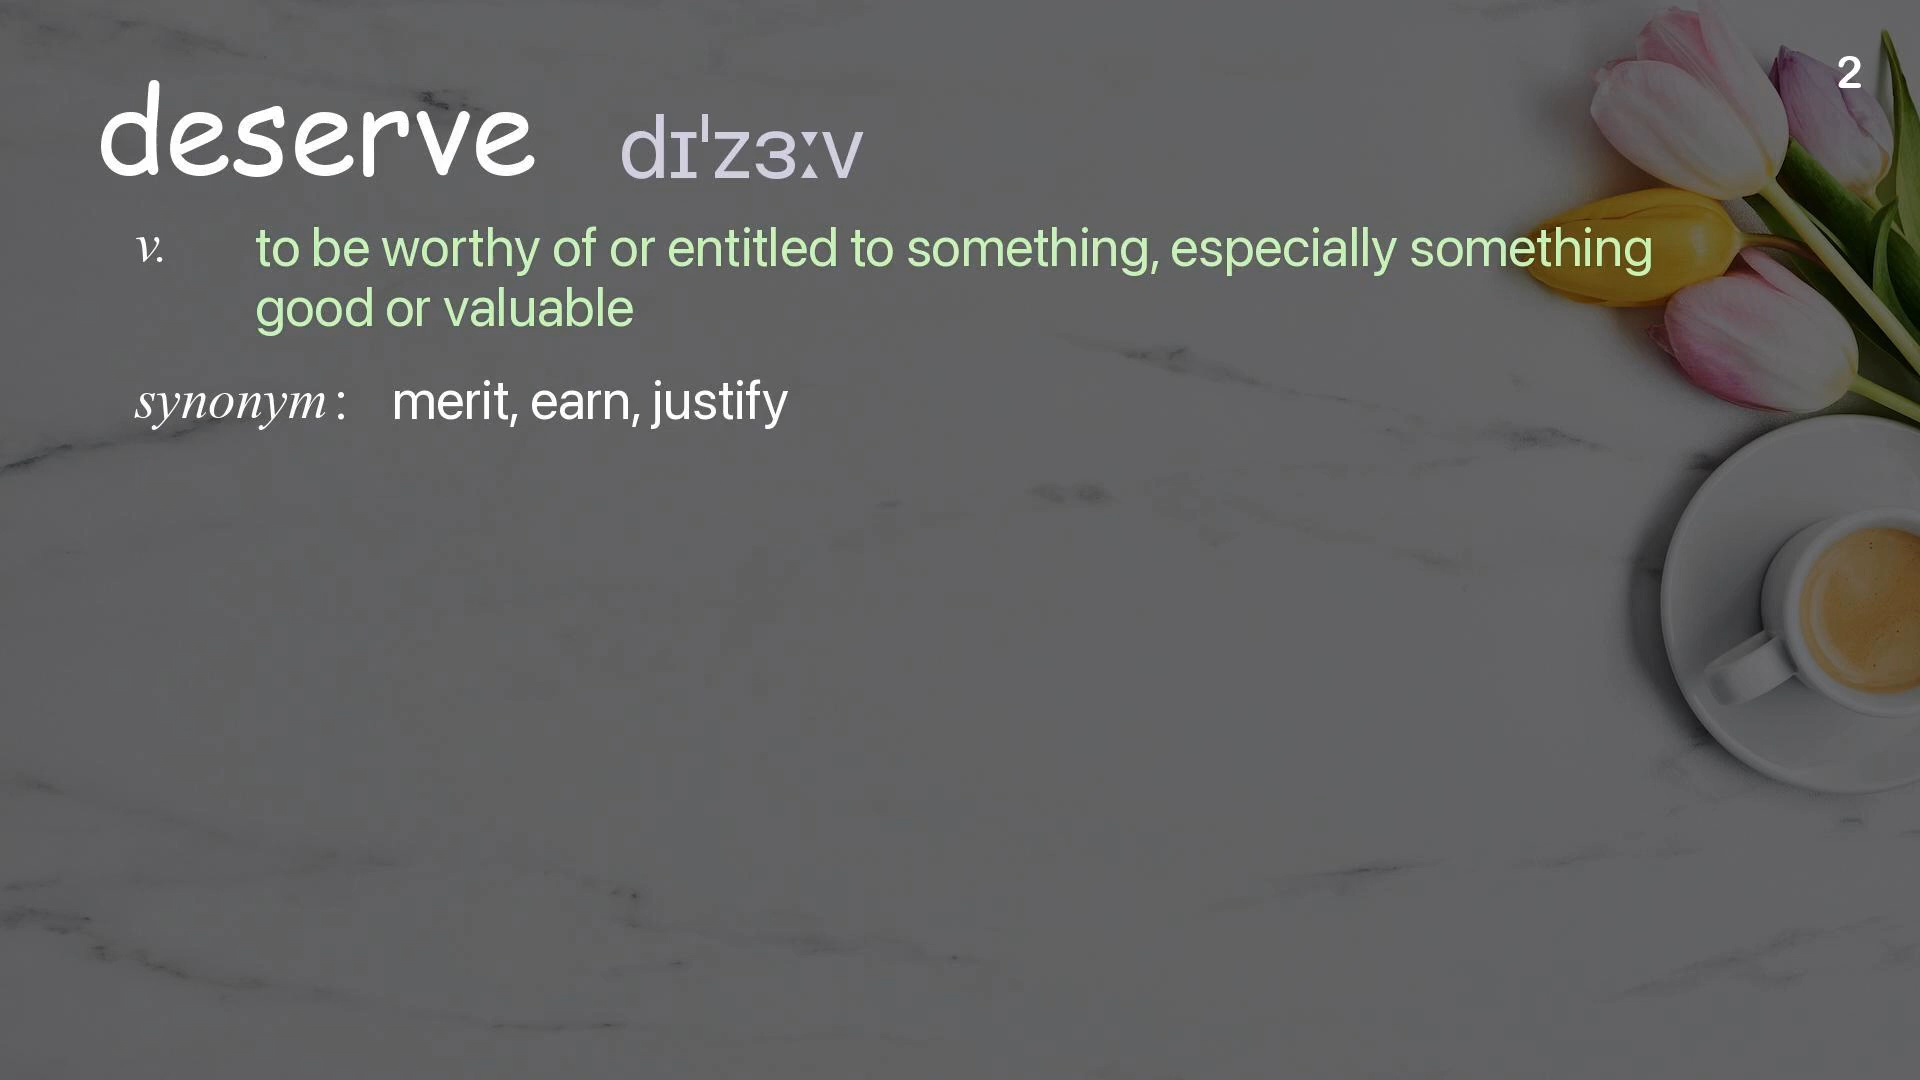 2
deserve dɪˈzɜːv
v. to be worthy of or entitled to something, especially something
good or valuable
synonym : merit, earn, justify